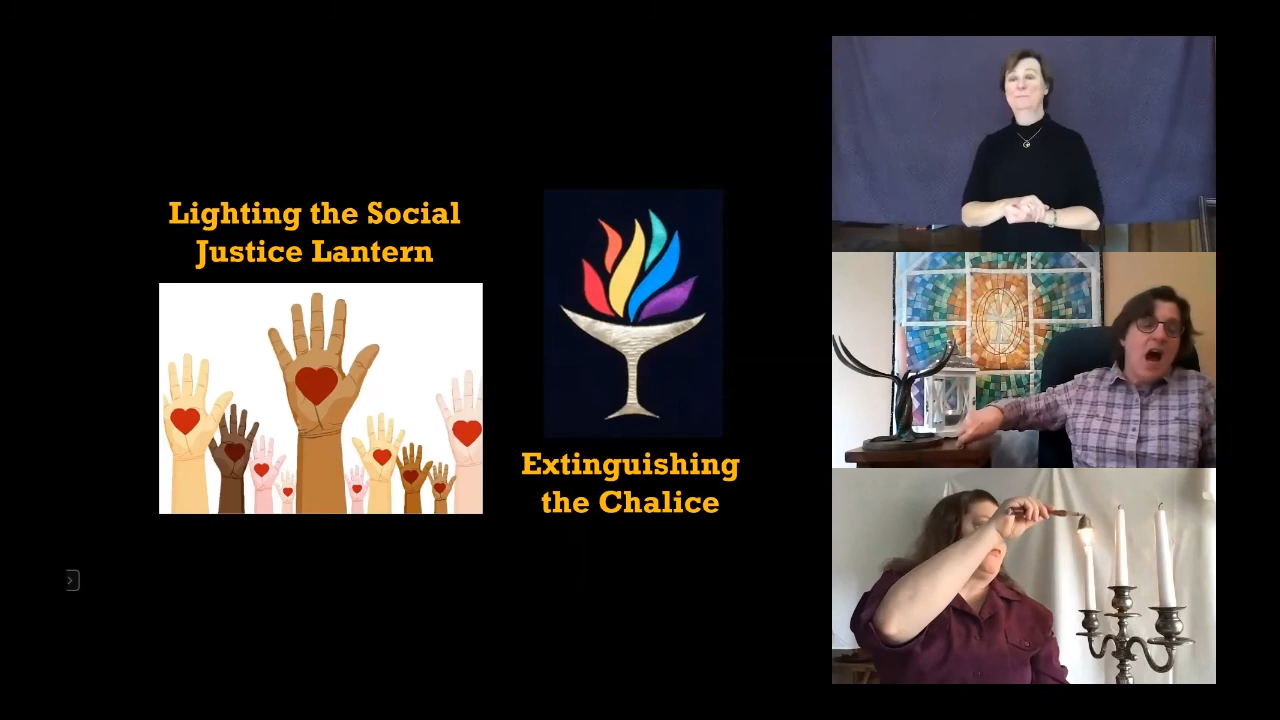 Lighting the Social
Justice Lantern
Extinguishing
the Chalice